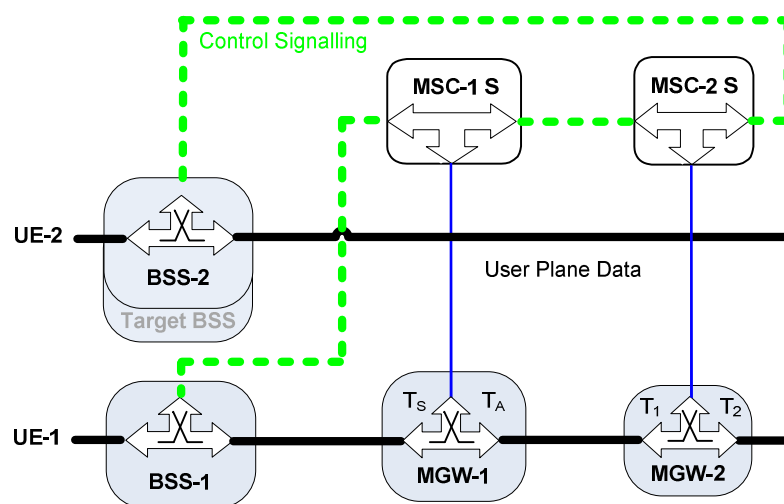 Control Signalling
MSC-1 S
MSC-2 S
UE-2
BSS-2
User Plane Data
Target BSS
TS
TA
T1
T2
UE-1
BSS-1
MGW-1
MGW-2